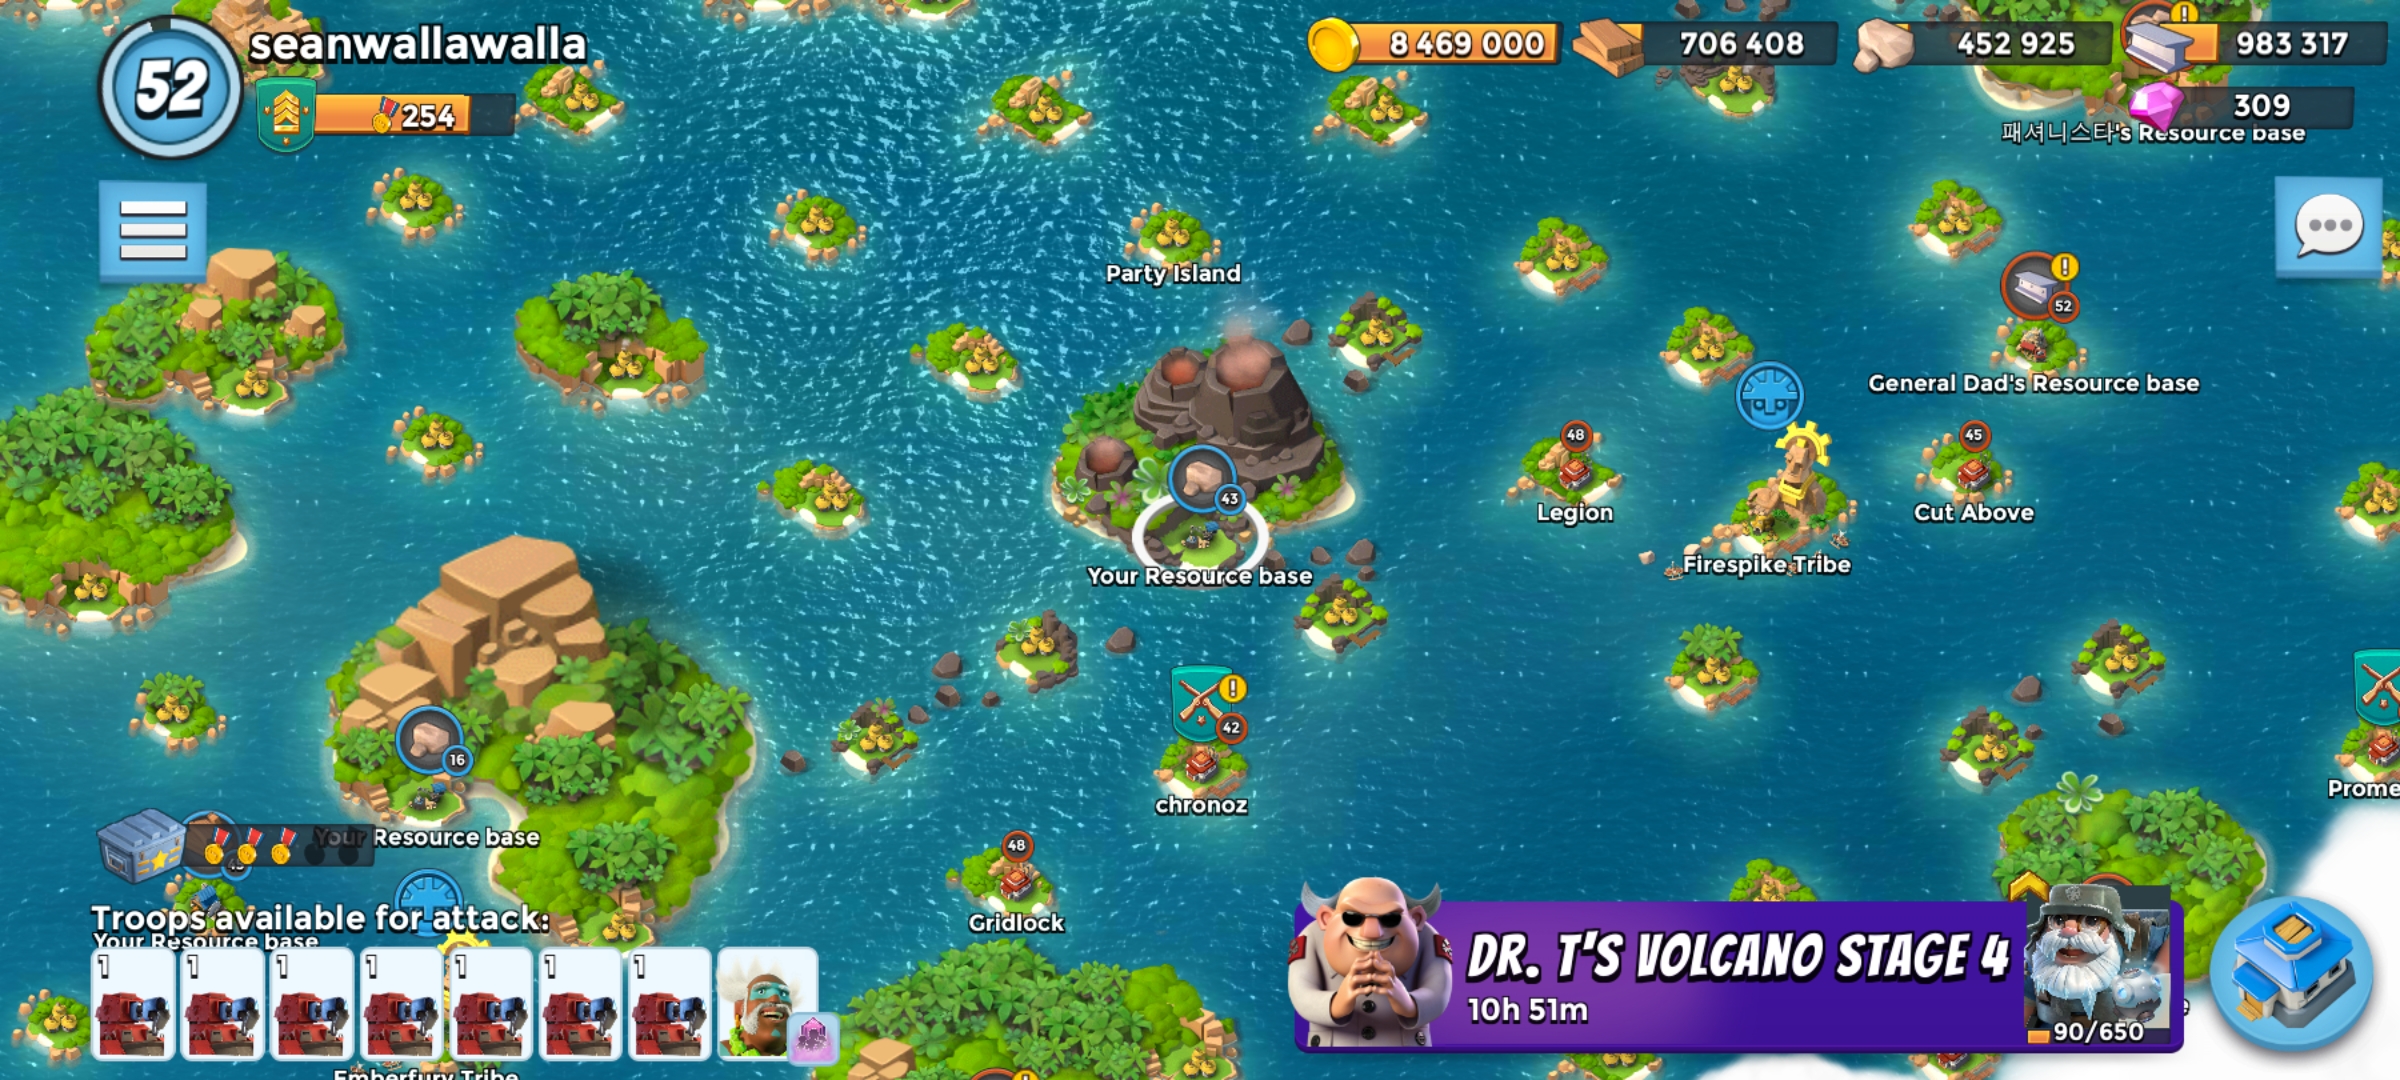 52
seanwallawalla
254
8 469 000
706 408
452 925
983 317
309
패셔니스타's Resource base
Party Island
52
General Dad's Resource base
48
Legion
45
Cut Above
Firespike Tribe
43
Your Resource base
42
chronoz
16
Your Resource base
Prome
48
Gridlock
Troops available for attack:
Your Resource base
1
1
1
1
1
1
1
DR. T'S VOLCANO STAGE 4
10h 51m
90/650
Emberfury Tribe